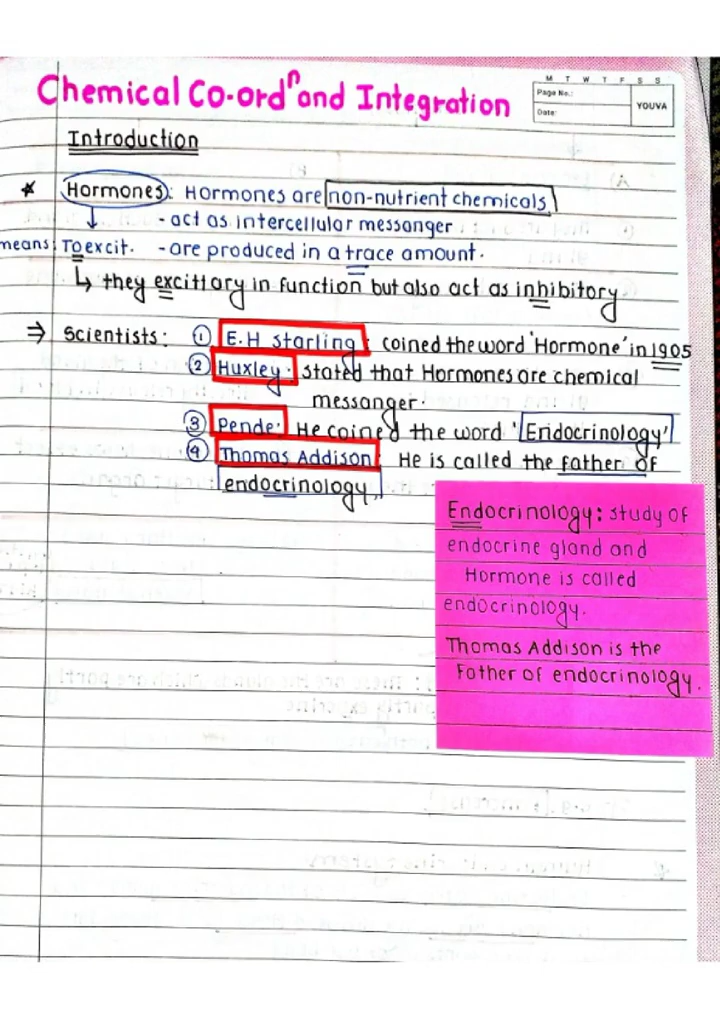 Chemical Co-ordⁿ and Integration
M T W T F S S
Page No.:
Date:
YOUVA
Introduction
* Hormones: Hormones are non-nutrient chemicals
↓ - act as intercellular messanger
means: To excit. - are produced in a trace amount.
↳ they excittary in function but also act as inhibitory
⇒ Scientists: ① E.H Starling: coined the word 'Hormone' in 1905
② Huxley: stated that Hormones are chemical
messanger.
③ Pende: He coined the word 'Endocrinology'
④ Thomas Addison: He is called the father of
endocrinology.
Endocrinology: study of
endocrine gland and
Hormone is called
endocrinology.
Thomas Addison is the
Father of endocrinology.